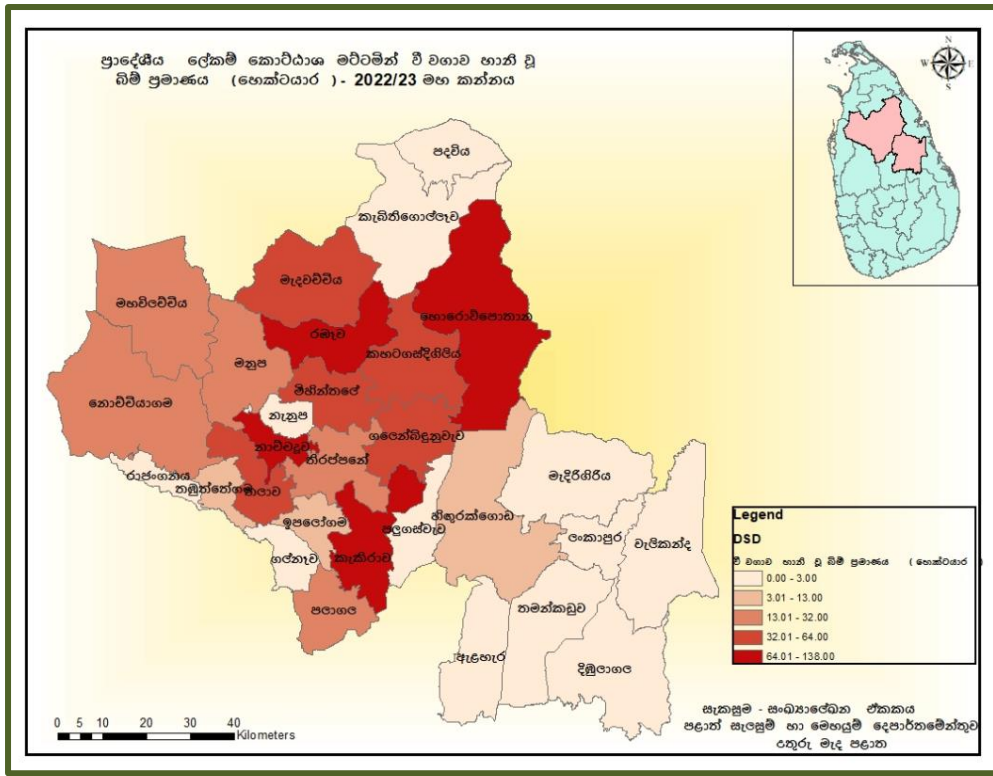 ප්‍රාදේශීය ලේකම් කොට්ඨාශ මට්ටමින් වී වගාව හානි වූ
බිම් ප්‍රමාණය (හෙක්ටයාර ) - 2022/23 මහ කන්නය
N
W
E
S
පදවිය
කැබිතිගොල්ලෑව
මැදවච්චිය
මහවිලච්චිය
හොරොව්පොතාන
රඹෑව
කහටගස්දිගිලිය
මනුප
මිහින්තලේ
නොච්චියාගම
නැනුප
ගලෙන්බිඳුනුවැව
නාච්චදූව
තිරප්පනේ
රාජංගනය
තඹුත්තේගම
තලාව
මැදිරිගිරිය
ඉපලෝගම
හිඟුරක්ගොඩ
පලුගස්වැව
ලංකාපුර
වැලිකන්ද
ගල්නෑව
කැකිරාව
තමන්කඩුව
පලාගල
ඇළහැර
දිඹුලාගල
Legend
DSD
වී වගාව හානි වූ බිම් ප්‍රමාණය ( හෙක්ටයාර )
0.00 - 3.00
3.01 - 13.00
13.01 - 32.00
32.01 - 64.00
64.01 - 138.00
0 5 10 20 30 40
Kilometers
සැකසුම - සංඛ්‍යාලේඛන ඒකකය
පළාත් සැලසුම් හා මෙහයුම් දෙපාර්තමේන්තුව
උතුරු මැද පළාත